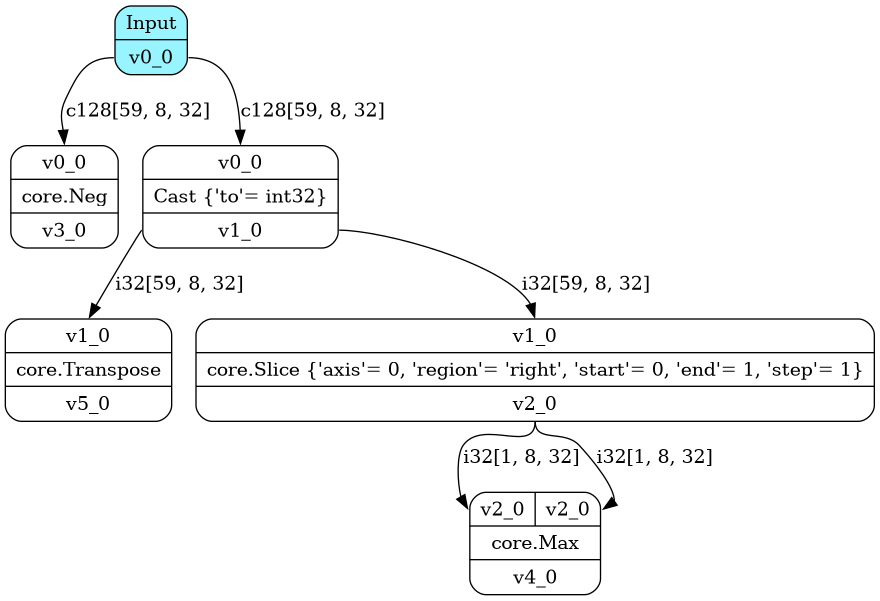 Input
v0_0
c128[59, 8, 32]
c128[59, 8, 32]
v0_0
core.Neg
v3_0
v0_0
Cast {'to'= int32}
v1_0
i32[59, 8, 32]
i32[59, 8, 32]
v1_0
core.Transpose
v5_0
v1_0
core.Slice {'axis'= 0, 'region'= 'right', 'start'= 0, 'end'= 1, 'step'= 1}
v2_0
i32[1, 8, 32]
i32[1, 8, 32]
v2_0
v2_0
core.Max
v4_0